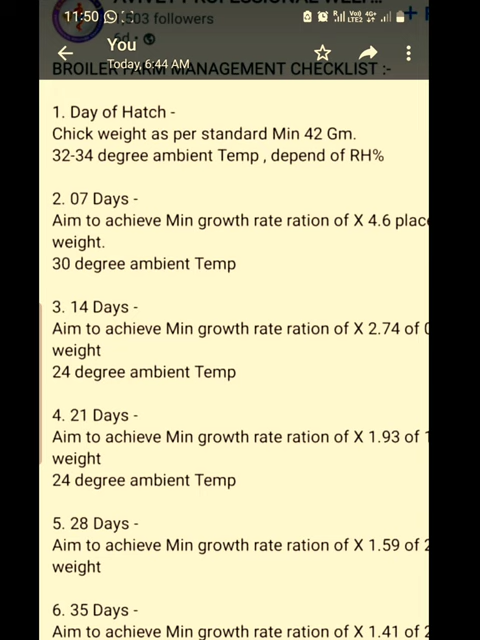 11:50
503 followers
6d
You
Today, 6:44 AM
BROILER FARM MANAGEMENT CHECKLIST :-
1. Day of Hatch -
Chick weight as per standard Min 42 Gm.
32-34 degree ambient Temp , depend of RH%
2. 07 Days -
Aim to achieve Min growth rate ration of X 4.6 plac
weight.
30 degree ambient Temp
3. 14 Days -
Aim to achieve Min growth rate ration of X 2.74 of
weight
24 degree ambient Temp
4. 21 Days -
Aim to achieve Min growth rate ration of X 1.93 of 1
weight
24 degree ambient Temp
5. 28 Days -
Aim to achieve Min growth rate ration of X 1.59 of 2
weight
6. 35 Days -
Aim to achieve Min growth rate ration of X 1.41 of 2